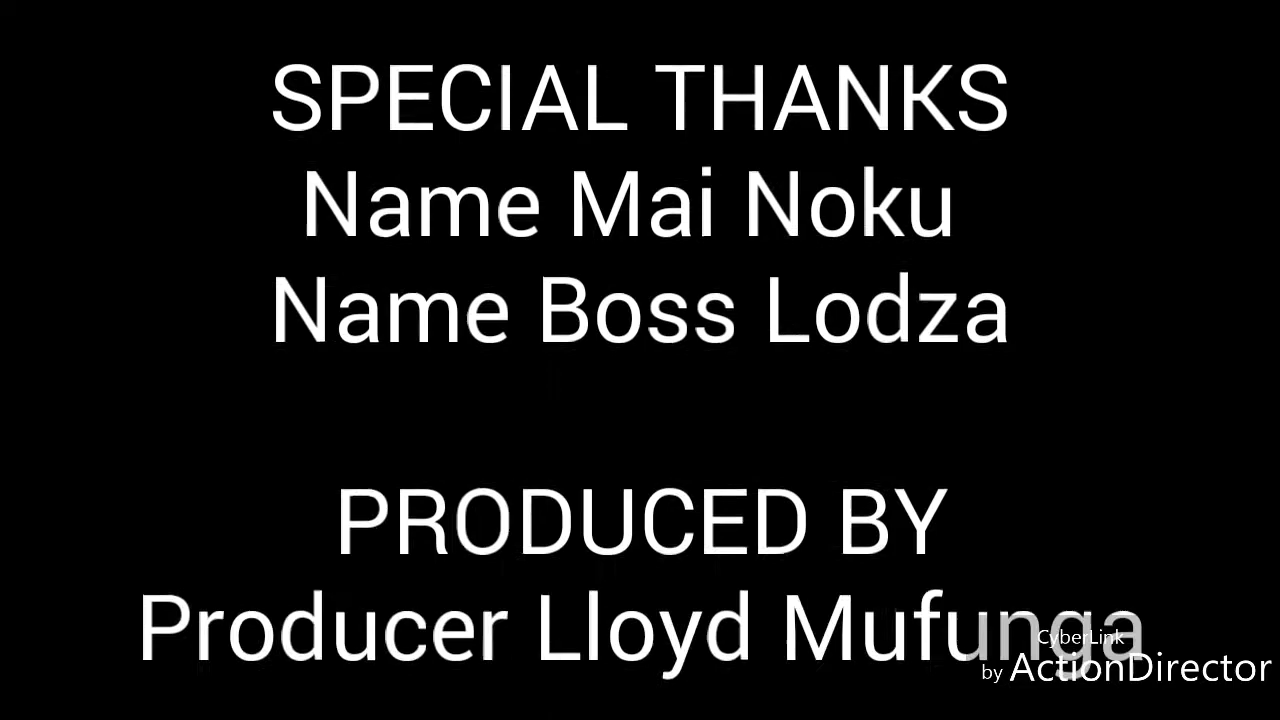 SPECIAL THANKS
Name Mai Noku
Name Boss Lodza
PRODUCED BY
Producer Lloyd Mufunga
CyberLink
by ActionDirector